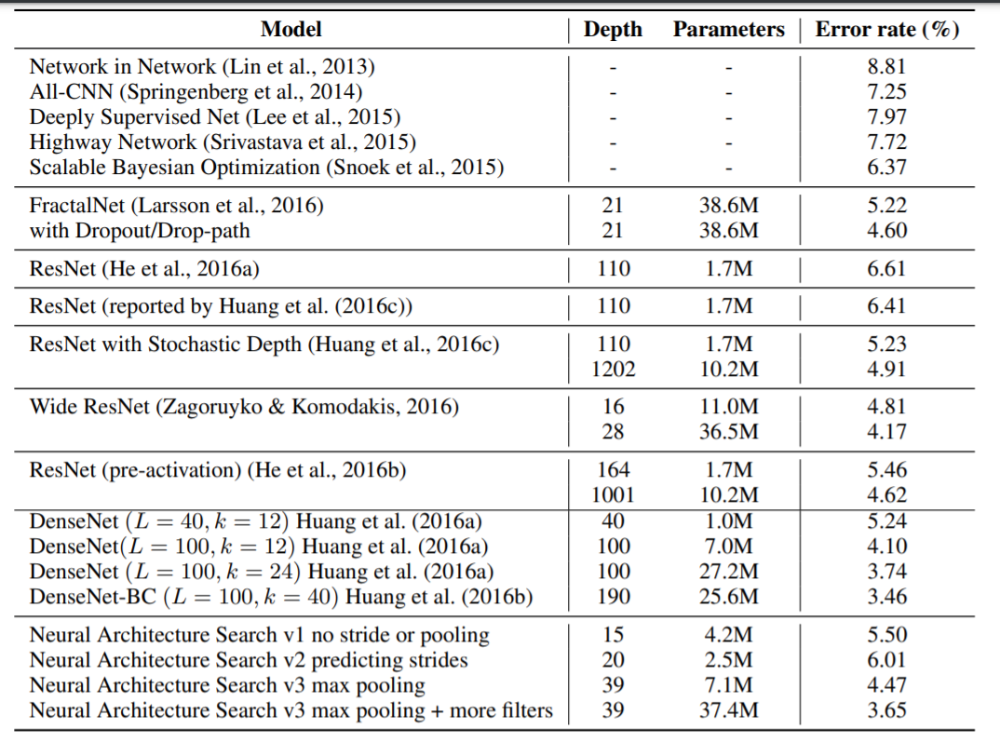 Model Depth Parameters Error rate (%)
Network in Network (Lin et al., 2013) - - 8.81
All-CNN (Springenberg et al., 2014) - - 7.25
Deeply Supervised Net (Lee et al., 2015) - - 7.97
Highway Network (Srivastava et al., 2015) - - 7.72
Scalable Bayesian Optimization (Snoek et al., 2015) - - 6.37
FractalNet (Larsson et al., 2016) 21 38.6M 5.22
with Dropout/Drop-path 21 38.6M 4.60
ResNet (He et al., 2016a) 110 1.7M 6.61
ResNet (reported by Huang et al. (2016c)) 110 1.7M 6.41
ResNet with Stochastic Depth (Huang et al., 2016c) 110 1.7M 5.23
1202 10.2M 4.91
Wide ResNet (Zagoruyko & Komodakis, 2016) 16 11.0M 4.81
28 36.5M 4.17
ResNet (pre-activation) (He et al., 2016b) 164 1.7M 5.46
1001 10.2M 4.62
DenseNet (L = 40, k = 12) Huang et al. (2016a) 40 1.0M 5.24
DenseNet(L = 100, k = 12) Huang et al. (2016a) 100 7.0M 4.10
DenseNet (L = 100, k = 24) Huang et al. (2016a) 100 27.2M 3.74
DenseNet-BC (L = 100, k = 40) Huang et al. (2016b) 190 25.6M 3.46
Neural Architecture Search v1 no stride or pooling 15 4.2M 5.50
Neural Architecture Search v2 predicting strides 20 2.5M 6.01
Neural Architecture Search v3 max pooling 39 7.1M 4.47
Neural Architecture Search v3 max pooling + more filters 39 37.4M 3.65